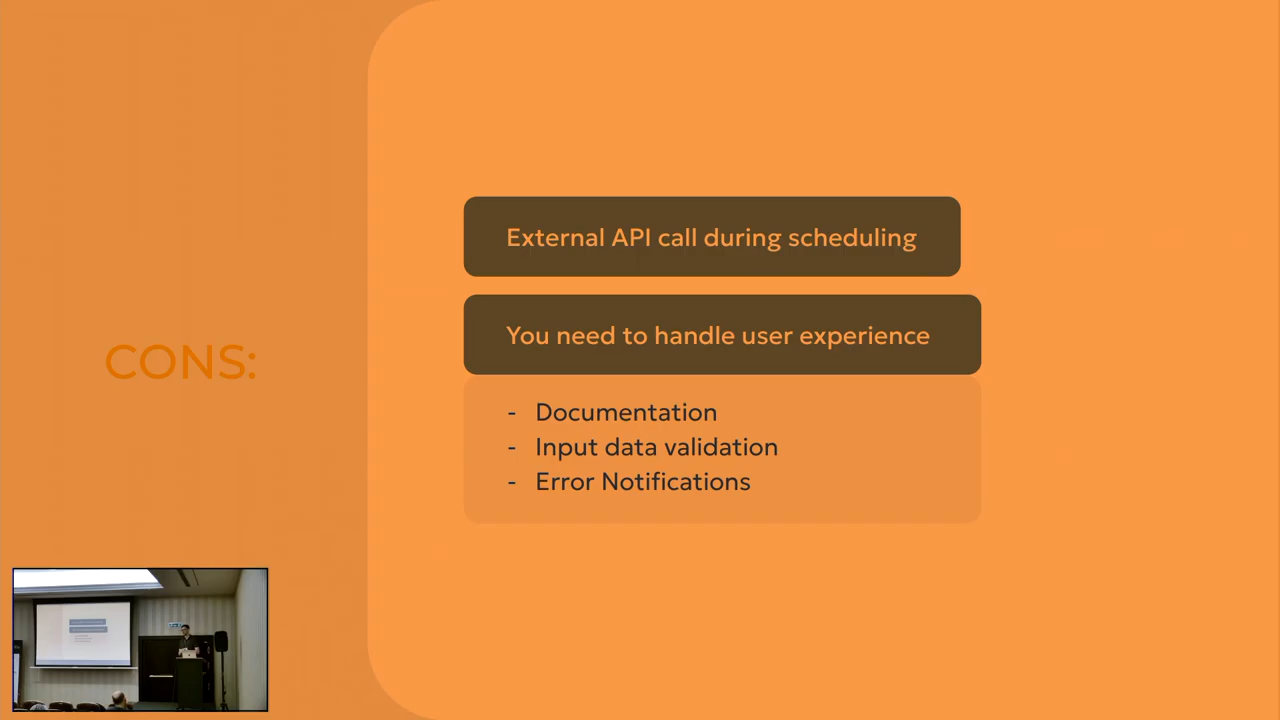 CONS:
External API call during scheduling
You need to handle user experience
- Documentation
- Input data validation
- Error Notifications